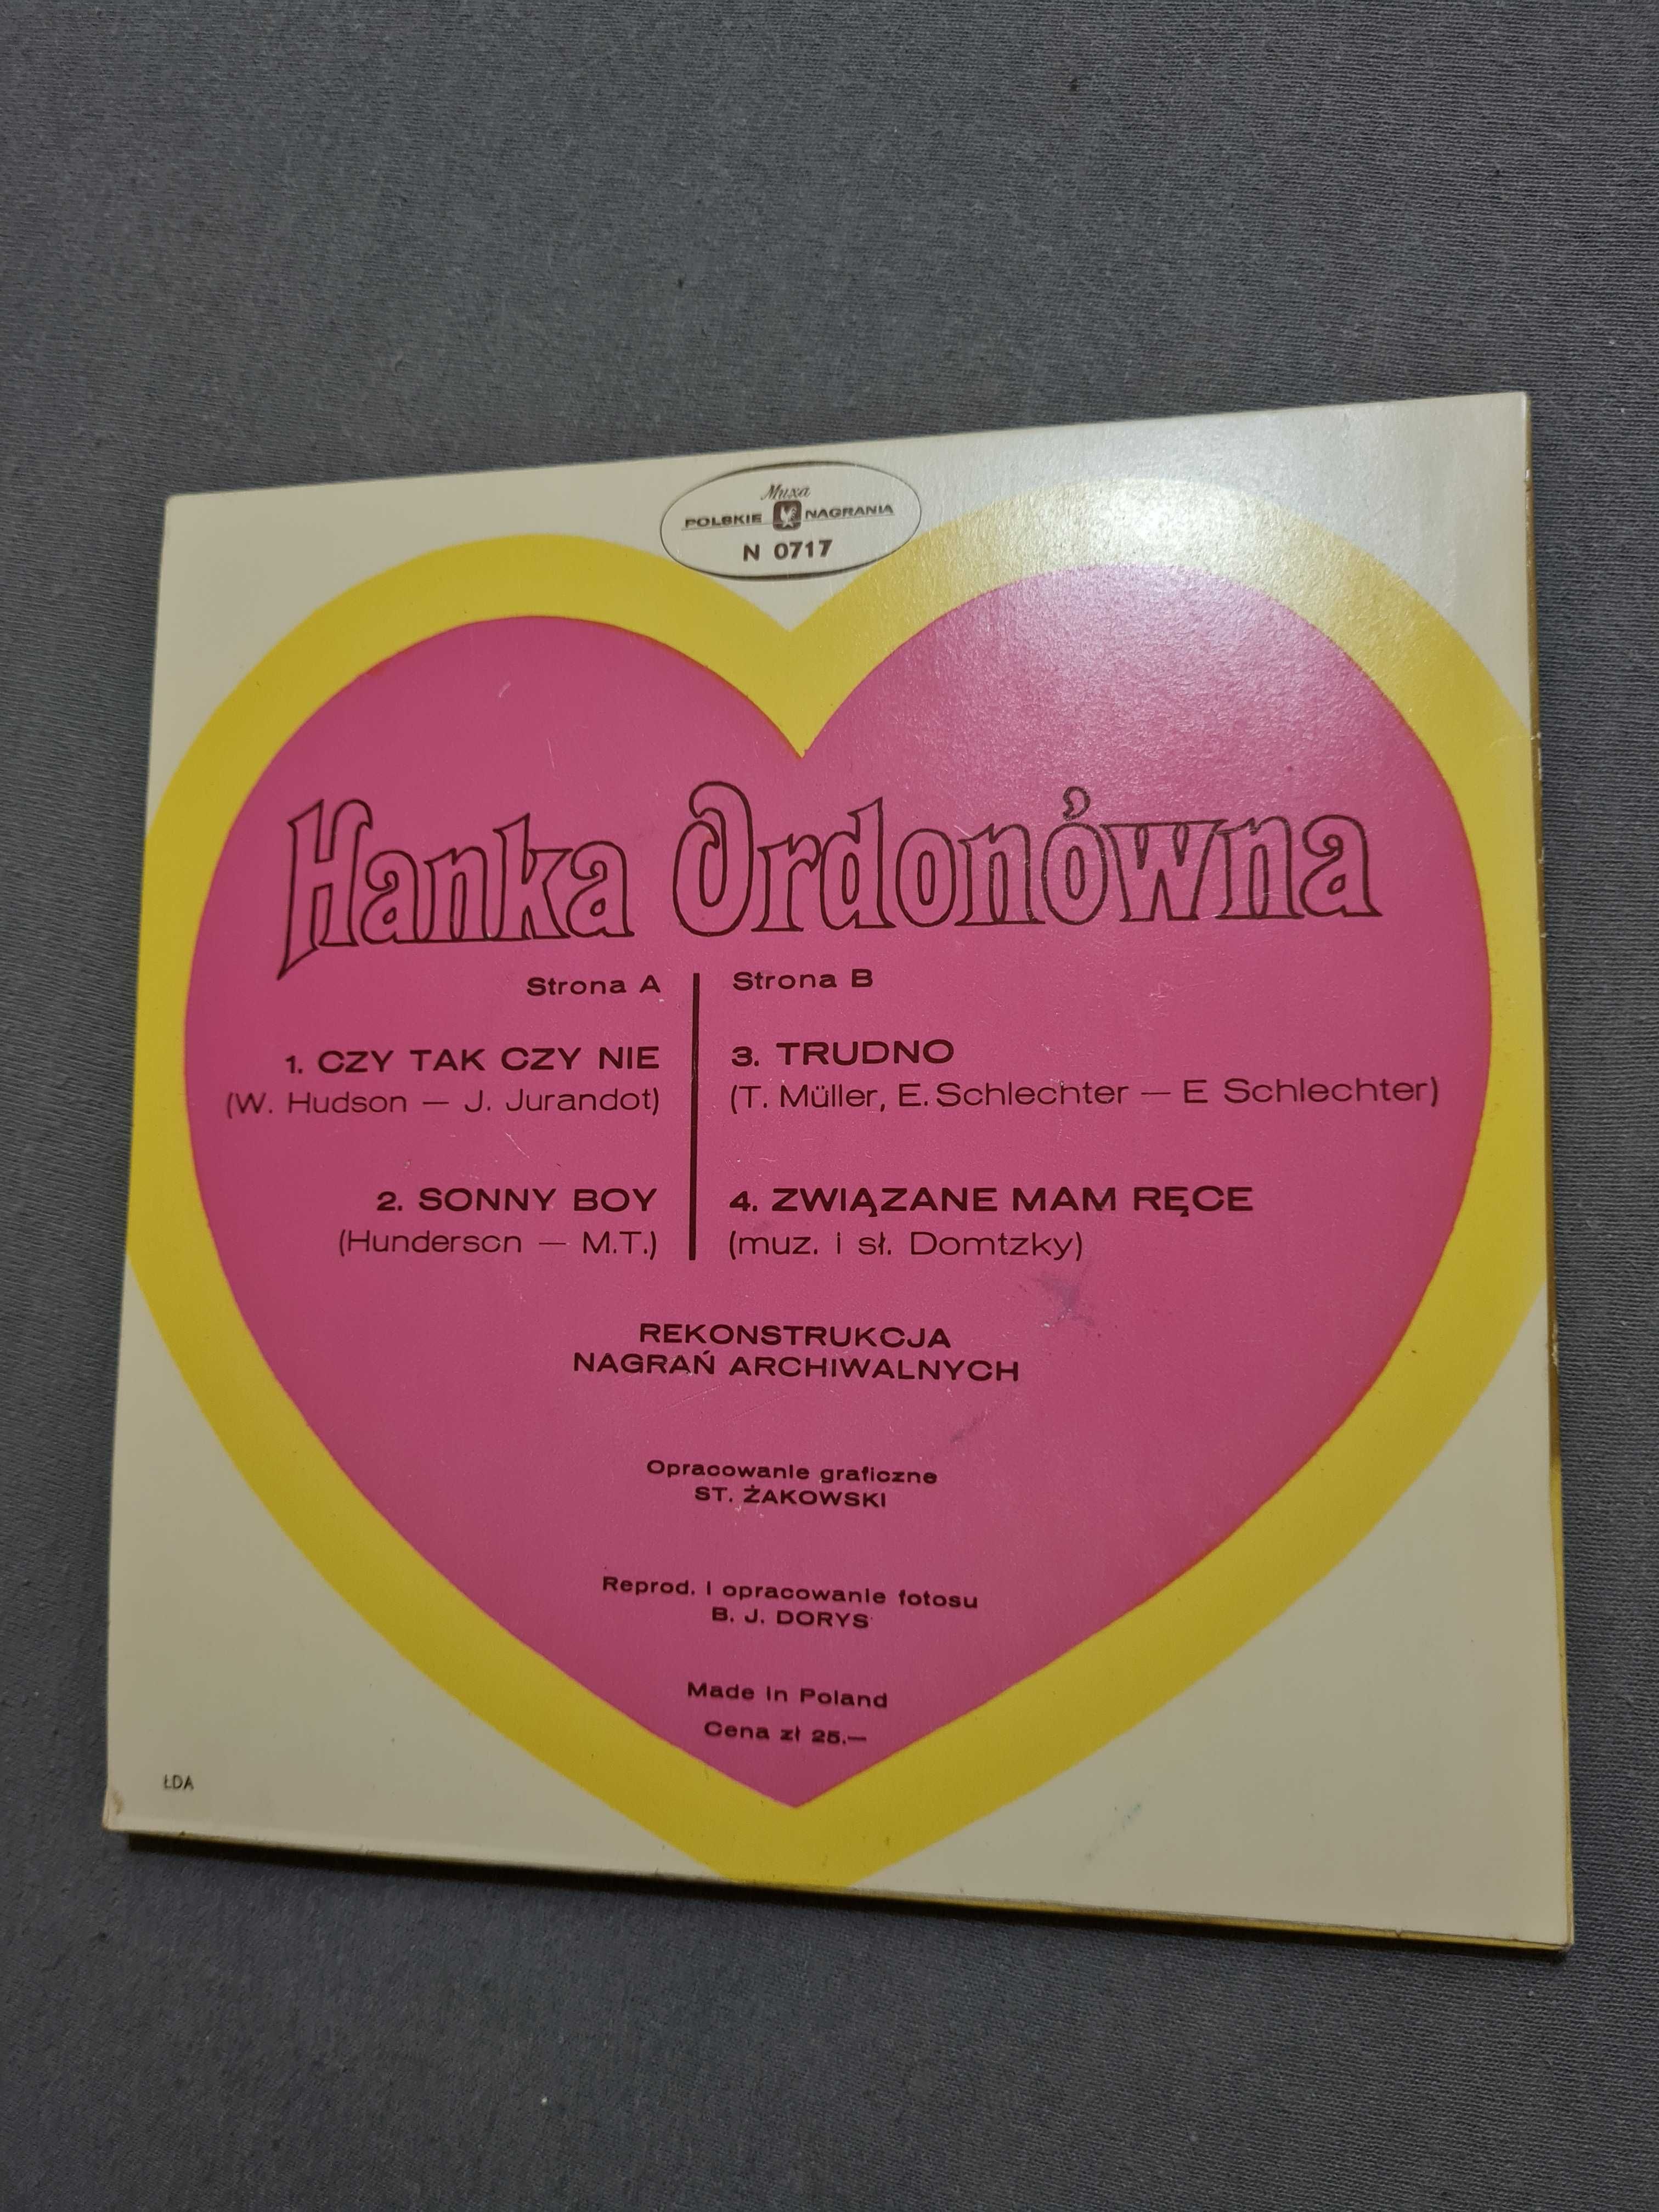 Muza
POLSKIE NAGRANIA
N 0717
Hanka Ordonówna
Strona A
1. CZY TAK CZY NIE
(W. Hudson — J. Jurandot)
2. SONNY BOY
(Hunderson — M.T.)
Strona B
3. TRUDNO
(T. Müller, E. Schlechter — E Schlechter)
4. ZWIĄZANE MAM RĘCE
(muz. i sł. Domtzky)
REKONSTRUKCJA
NAGRAŃ ARCHIWALNYCH
Opracowanie graficzne
ST. ŻAKOWSKI
Reprod. i opracowanie fotosu
B. J. DORYS
Made in Poland
Cena zł 25.—
ŁDA